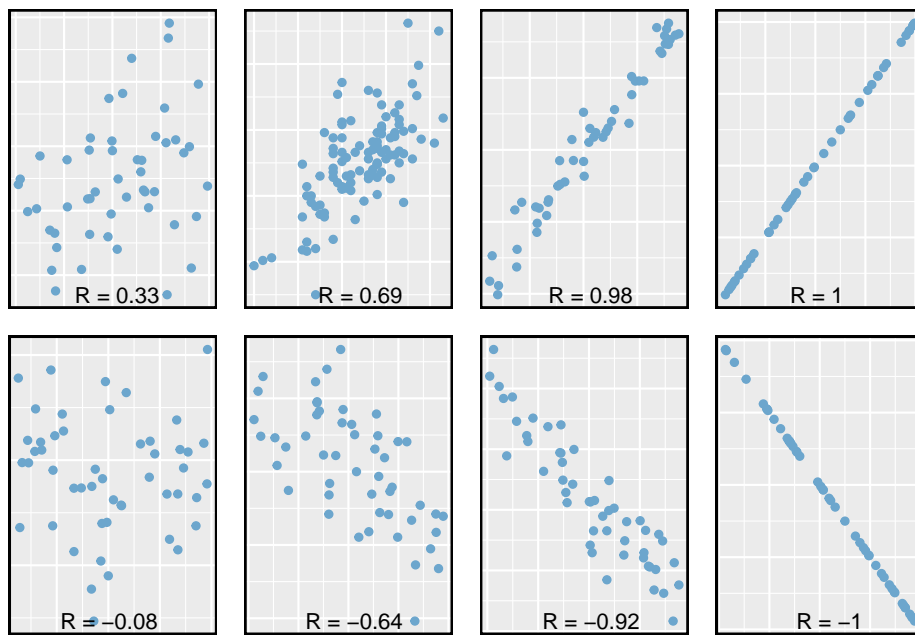 R = 0.33
R = 0.69
R = 0.98
R = 1
R = −0.08
R = −0.64
R = −0.92
R = −1